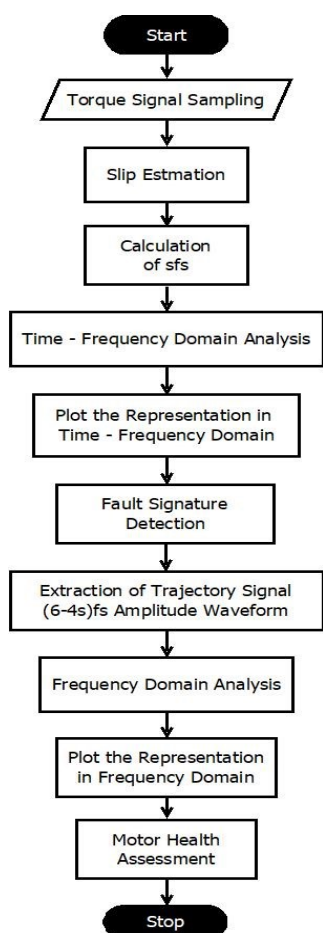 Start
Torque Signal Sampling
Slip Estmation
Calculation
of sfs
Time - Frequency Domain Analysis
Plot the Representation in
Time - Frequency Domain
Fault Signature
Detection
Extraction of Trajectory Signal
(6-4s)fs Amplitude Waveform
Frequency Domain Analysis
Plot the Representation
in Frequency Domain
Motor Health
Assessment
Stop